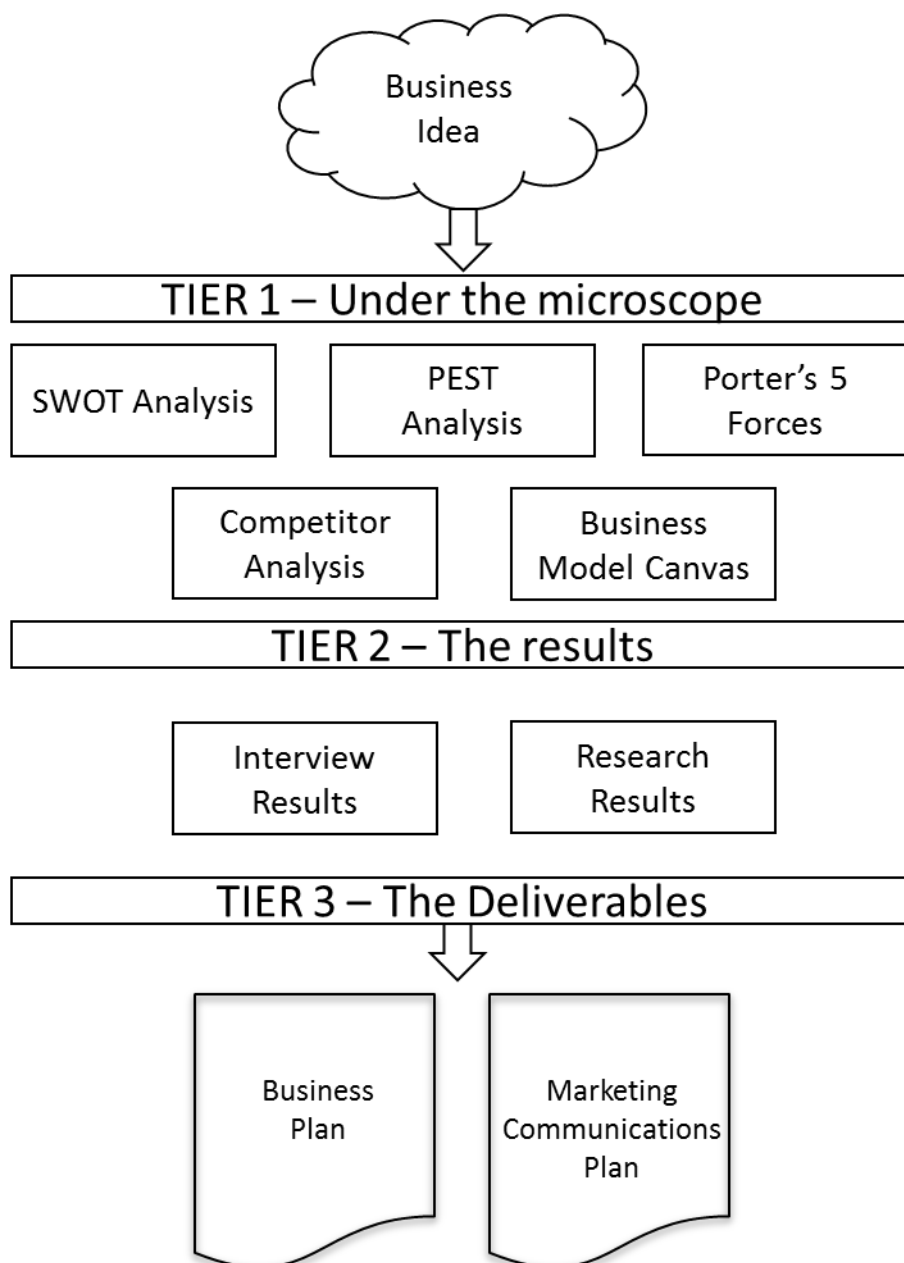 Business
Idea
TIER 1 – Under the microscope
SWOT Analysis
PEST
Analysis
Porter’s 5
Forces
Competitor
Analysis
Business
Model Canvas
TIER 2 – The results
Interview
Results
Research
Results
TIER 3 – The Deliverables
Business
Plan
Marketing
Communications
Plan